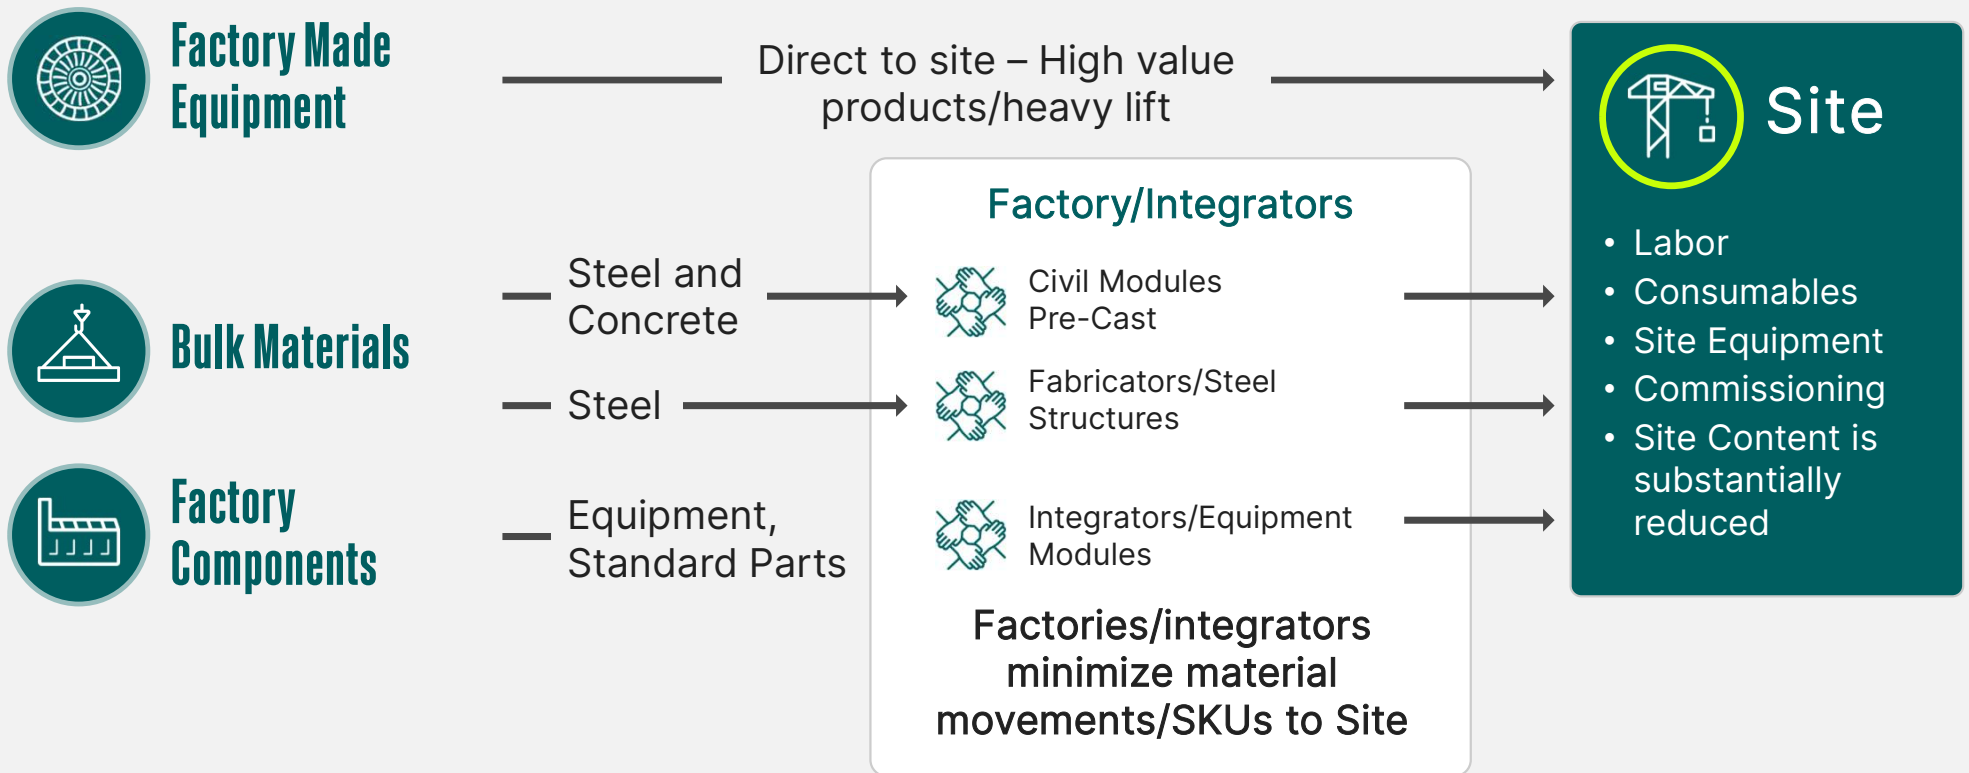 Factory Made
Equipment
Direct to site – High value
products/heavy lift
Site
• Labor
• Consumables
• Site Equipment
• Commissioning
• Site Content is
substantially
reduced
Factory/Integrators
Bulk Materials
Steel and
Concrete
Civil Modules
Pre-Cast
Steel
Fabricators/Steel
Structures
Factory
Components
Equipment,
Standard Parts
Integrators/Equipment
Modules
Factories/integrators
minimize material
movements/SKUs to Site